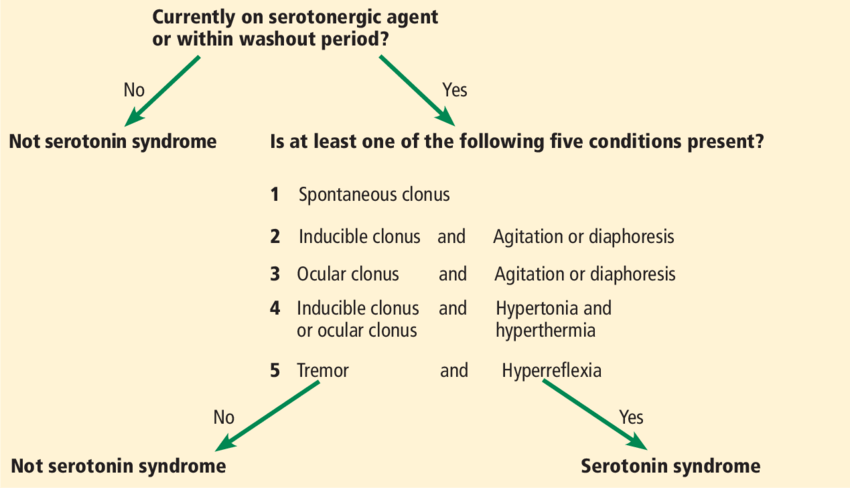 Currently on serotonergic agent
or within washout period?
No
Yes
Not serotonin syndrome
Is at least one of the following five conditions present?
1 Spontaneous clonus
2 Inducible clonus and Agitation or diaphoresis
3 Ocular clonus and Agitation or diaphoresis
4 Inducible clonus and Hypertonia and
or ocular clonus hyperthermia
5 Tremor and Hyperreflexia
No
Yes
Not serotonin syndrome
Serotonin syndrome